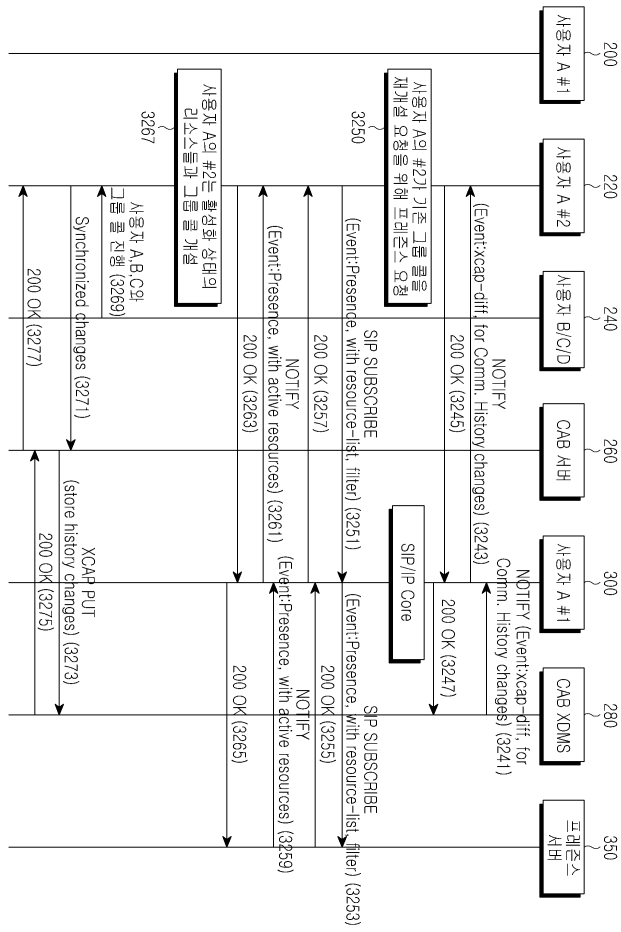 200
사용자 A #1
220
사용자 A #2
240
사용자 B/C/D
260
CAB 서버
300
사용자 A #1
280
CAB XDMS
350
프레즌스
서버
NOTIFY (Event:xcap-diff, for
Comm. History changes) (3241)
NOTIFY
(Event:xcap-diff, for Comm. History changes) (3243)
200 OK (3245)
200 OK (3247)
SIP/IP Core
3250
사용자 A의 #2가 기존 그룹 콜을
재개설 요청을 위해 프레즌스 요청
SIP SUBSCRIBE
(Event:Presence, with resource-list, filter) (3251)
SIP SUBSCRIBE
(Event:Presence, with resource-list, filter) (3253)
200 OK (3255)
200 OK (3257)
NOTIFY
(Event:Presence, with active resources) (3259)
NOTIFY
(Event:Presence, with active resources) (3261)
200 OK (3263)
200 OK (3265)
3267
사용자 A의 #2는 활성화 상태의
리소스들과 그룹 콜 개설
사용자 A,B,C와
그룹 콜 진행 (3269)
Synchronized changes (3271)
XCAP PUT
(store history changes) (3273)
200 OK (3275)
200 OK (3277)